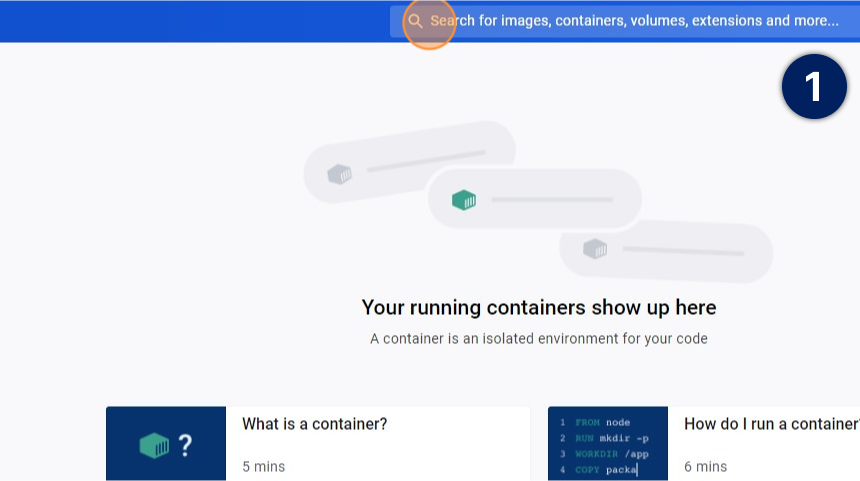 Search for images, containers, volumes, extensions and more...
1
Your running containers show up here
A container is an isolated environment for your code
?
What is a container?
5 mins
1 FROM node
2 RUN mkdir -p
3 WORKDIR /app
4 COPY packa
How do I run a container?
6 mins